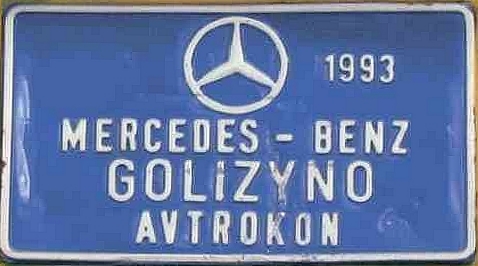 1993
MERCEDES - BENZ
GOLIZYNO
AVTROKON